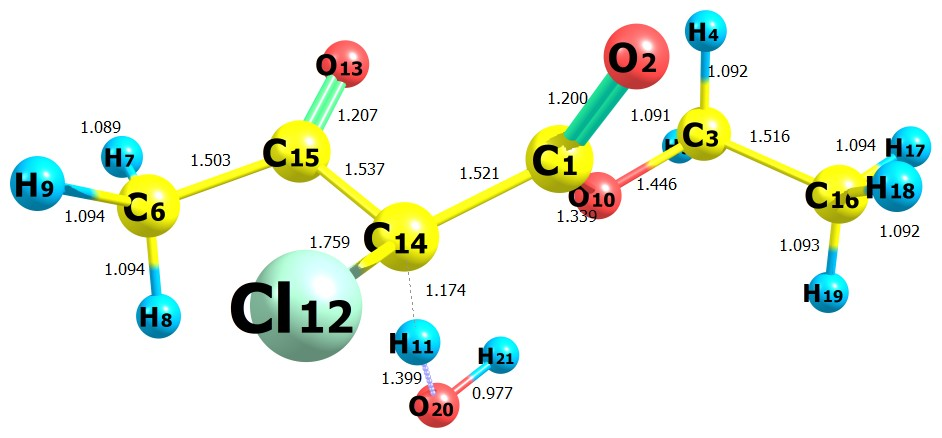 H4
O2
O13
1.092
1.200
1.207
1.091
1.089
C15
C3
1.516
1.094
H17
H7
1.503
1.537
1.521
C1
H9
1.446
C16
H18
O10
C6
1.339
1.094
1.759
C14
1.093
1.092
1.094
1.174
H19
H8
Cl12
H11
H21
1.399
0.977
O20